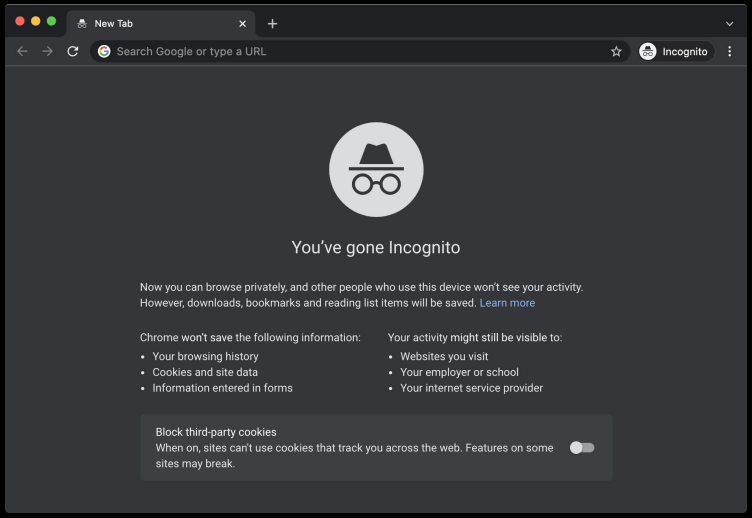 New Tab
Search Google or type a URL
Incognito
You’ve gone Incognito
Now you can browse privately, and other people who use this device won’t see your activity.
However, downloads, bookmarks and reading list items will be saved. Learn more
Chrome won’t save the following information:
• Your browsing history
• Cookies and site data
• Information entered in forms
Your activity might still be visible to:
• Websites you visit
• Your employer or school
• Your internet service provider
Block third-party cookies
When on, sites can't use cookies that track you across the web. Features on some
sites may break.